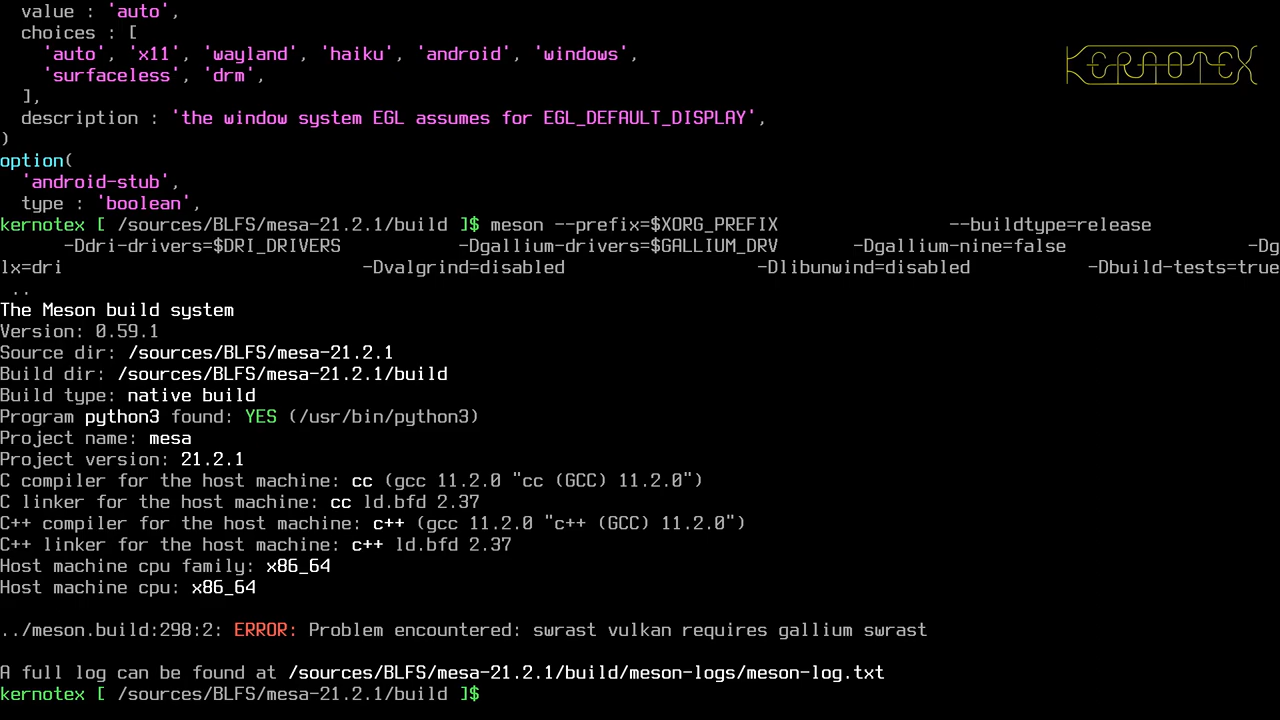 value : 'auto',
choices : [
'auto', 'x11', 'wayland', 'haiku', 'android', 'windows',
'surfaceless', 'drm',
],
description : 'the window system EGL assumes for EGL_DEFAULT_DISPLAY',
)
option(
'android-stub',
type : 'boolean',
kernotex [ /sources/BLFS/mesa-21.2.1/build ]$ meson --prefix=$XORG_PREFIX --buildtype=release
-Ddri-drivers=$DRI_DRIVERS -Dgallium-drivers=$GALLIUM_DRV -Dgallium-nine=false -Dg
lx=dri -Dvalgrind=disabled -Dlibunwind=disabled -Dbuild-tests=true
..
The Meson build system
Version: 0.59.1
Source dir: /sources/BLFS/mesa-21.2.1
Build dir: /sources/BLFS/mesa-21.2.1/build
Build type: native build
Program python3 found: YES (/usr/bin/python3)
Project name: mesa
Project version: 21.2.1
C compiler for the host machine: cc (gcc 11.2.0 "cc (GCC) 11.2.0")
C linker for the host machine: cc ld.bfd 2.37
C++ compiler for the host machine: c++ (gcc 11.2.0 "c++ (GCC) 11.2.0")
C++ linker for the host machine: c++ ld.bfd 2.37
Host machine cpu family: x86_64
Host machine cpu: x86_64
../meson.build:298:2: ERROR: Problem encountered: swrast vulkan requires gallium swrast
A full log can be found at /sources/BLFS/mesa-21.2.1/build/meson-logs/meson-log.txt
kernotex [ /sources/BLFS/mesa-21.2.1/build ]$
KERNOTEX